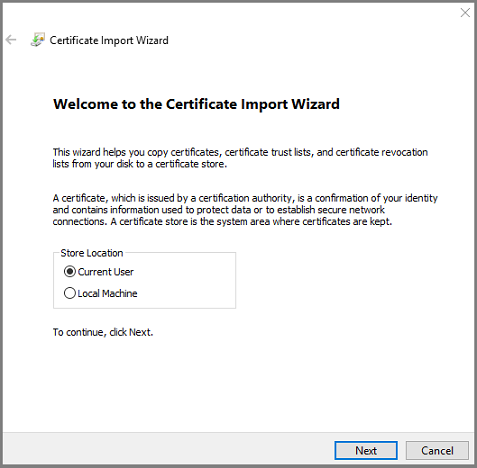 Certificate Import Wizard
Welcome to the Certificate Import Wizard
This wizard helps you copy certificates, certificate trust lists, and certificate revocation
lists from your disk to a certificate store.
A certificate, which is issued by a certification authority, is a confirmation of your identity
and contains information used to protect data or to establish secure network
connections. A certificate store is the system area where certificates are kept.
Store Location
Current User
Local Machine
To continue, click Next.
Next
Cancel